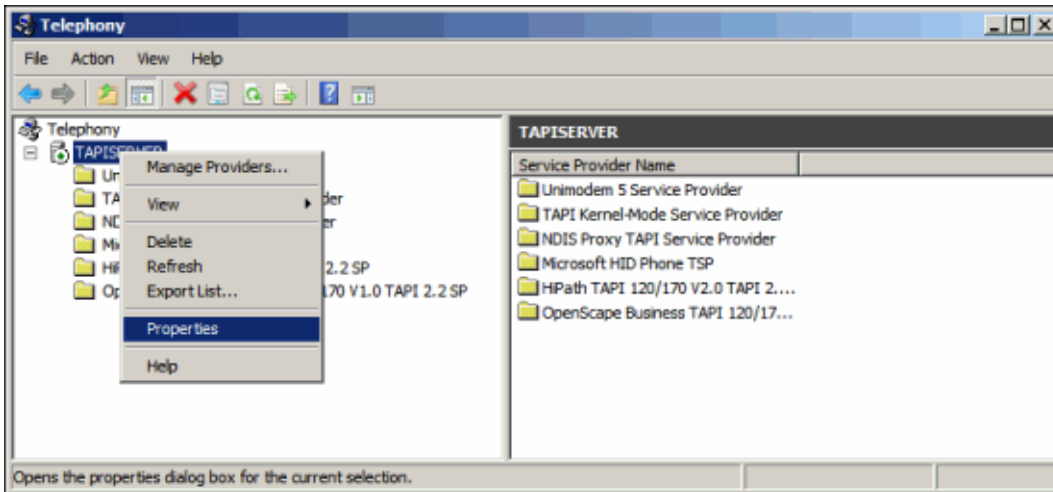 Telephony
File Action View Help
Telephony
TAPISERVER
Manage Providers...
View
Delete
Refresh
Export List...
Properties
Help
2.2 SP
170 V1.0 TAPI 2.2 SP
TAPISERVER
Service Provider Name
Unimodem 5 Service Provider
TAPI Kernel-Mode Service Provider
NDIS Proxy TAPI Service Provider
Microsoft HID Phone TSP
HiPath TAPI 120/170 V2.0 TAPI 2....
OpenScape Business TAPI 120/17...
Opens the properties dialog box for the current selection.